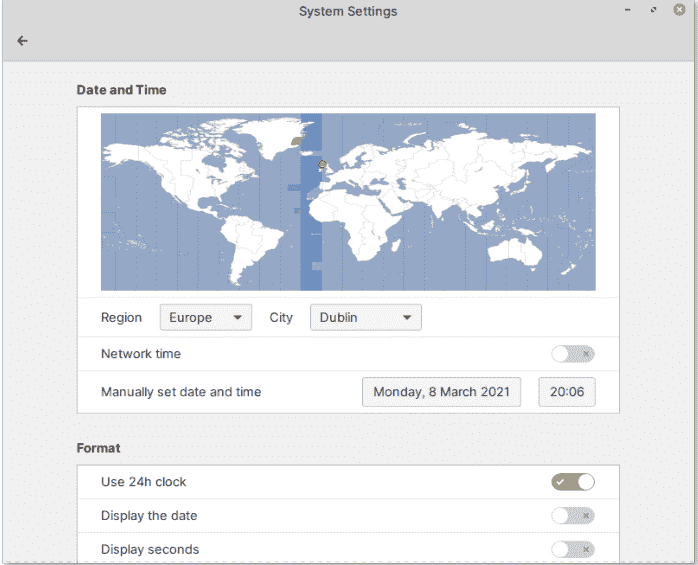 System Settings
Date and Time
Region Europe City Dublin
Network time
Manually set date and time Monday, 8 March 2021 20:06
Format
Use 24h clock
Display the date
Display seconds